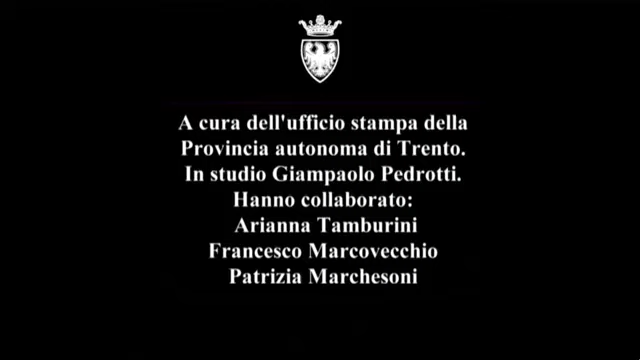 A cura dell'ufficio stampa della
Provincia autonoma di Trento.
In studio Giampaolo Pedrotti.
Hanno collaborato:
Arianna Tamburini
Francesco Marcovecchio
Patrizia Marchesoni